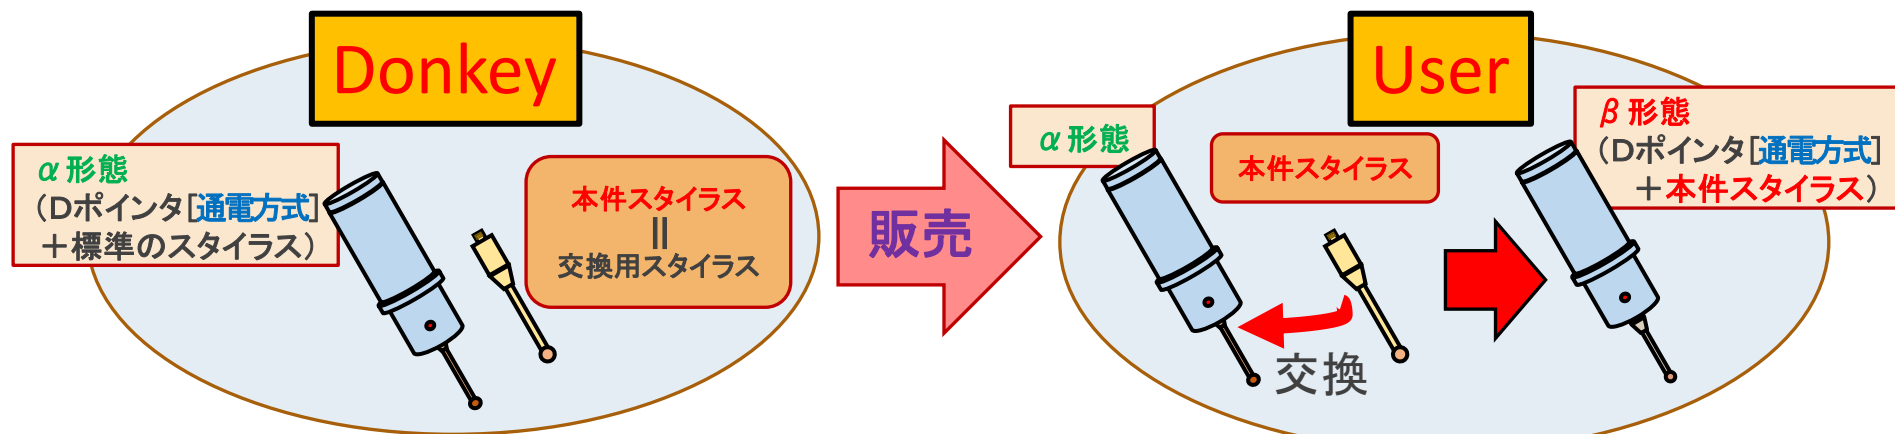 Donkey
α形態
(Dポインタ[通電方式]
+標準のスタイラス)
本件スタイラス
||
交換用スタイラス
販売
User
α形態
本件スタイラス
交換
β形態
(Dポインタ[通電方式]
+本件スタイラス)